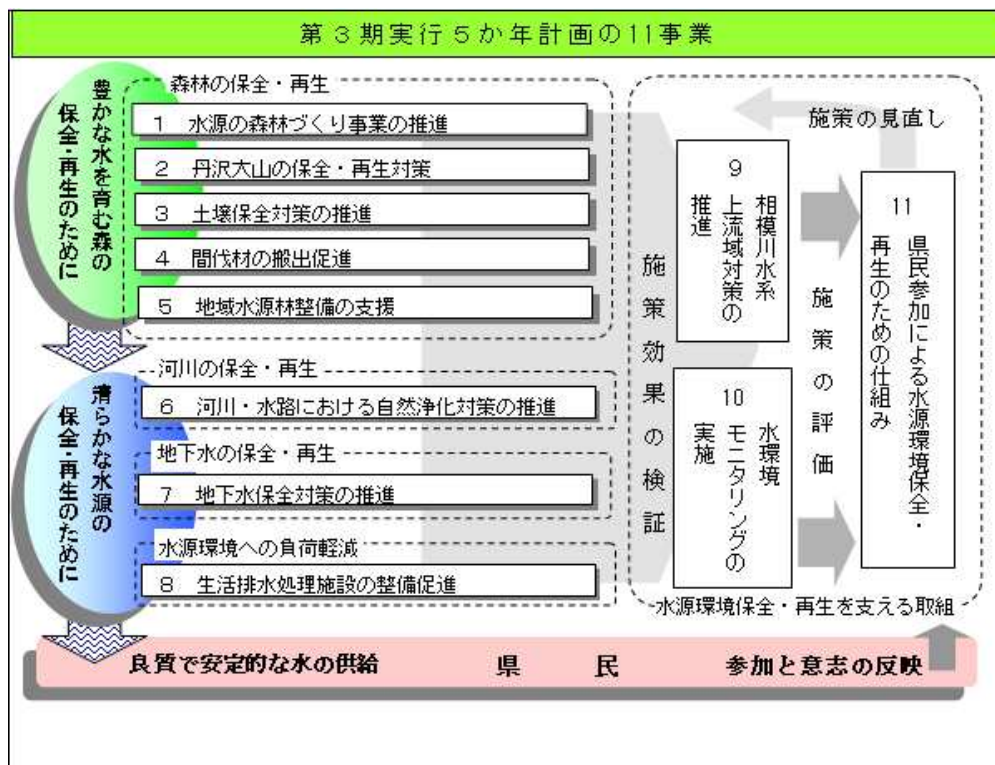 第３期実行５か年計画の11事業
豊かな水を育む森の
保全・再生のために
森林の保全・再生
1 水源の森林づくり事業の推進
2 丹沢大山の保全・再生対策
3 土壌保全対策の推進
4 間伐材の搬出促進
5 地域水源林整備の支援
清らかな水源の
保全・再生のために
河川の保全・再生
6 河川・水路における自然浄化対策の推進
地下水の保全・再生
7 地下水保全対策の推進
水源環境への負荷軽減
8 生活排水処理施設の整備促進
施策効果の検証
9
相模川水系
上流域対策の
推進
10
水環境
モニタリングの
実施
施策の評価
施策の見直し
11
県民参加による水源環境保全・
再生のための仕組み
水源環境保全・再生を支える取組
良質で安定的な水の供給 県 民 参加と意志の反映